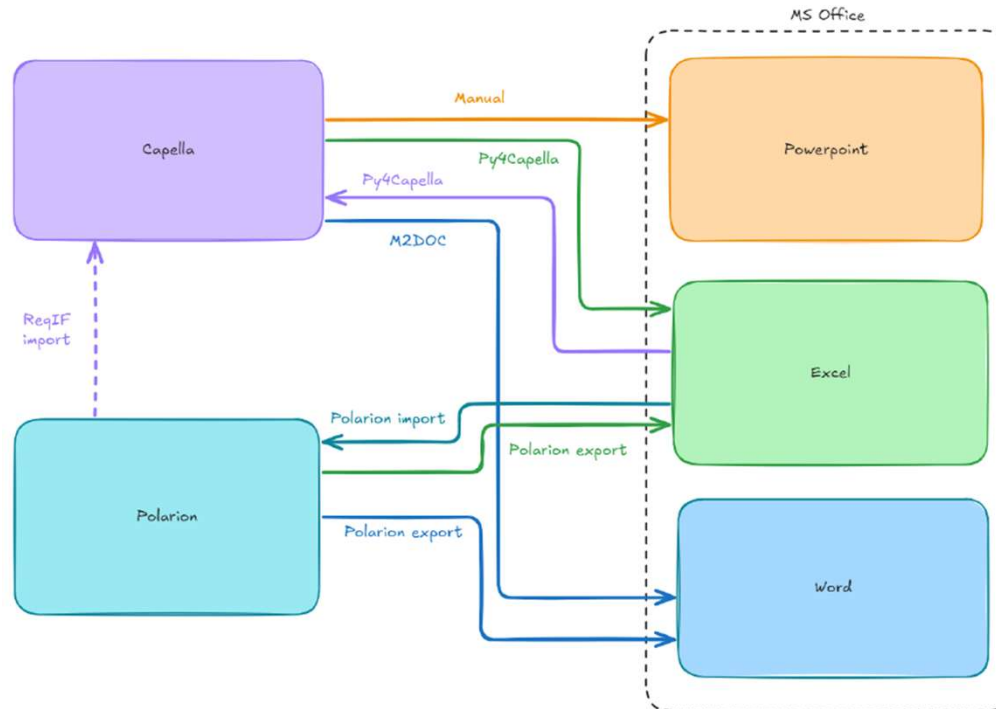 MS Office
Manual
Capella
Powerpoint
Py4Capella
Py4Capella
M2DOC
ReqIF
import
Excel
Polarion import
Polarion export
Polarion
Polarion export
Word